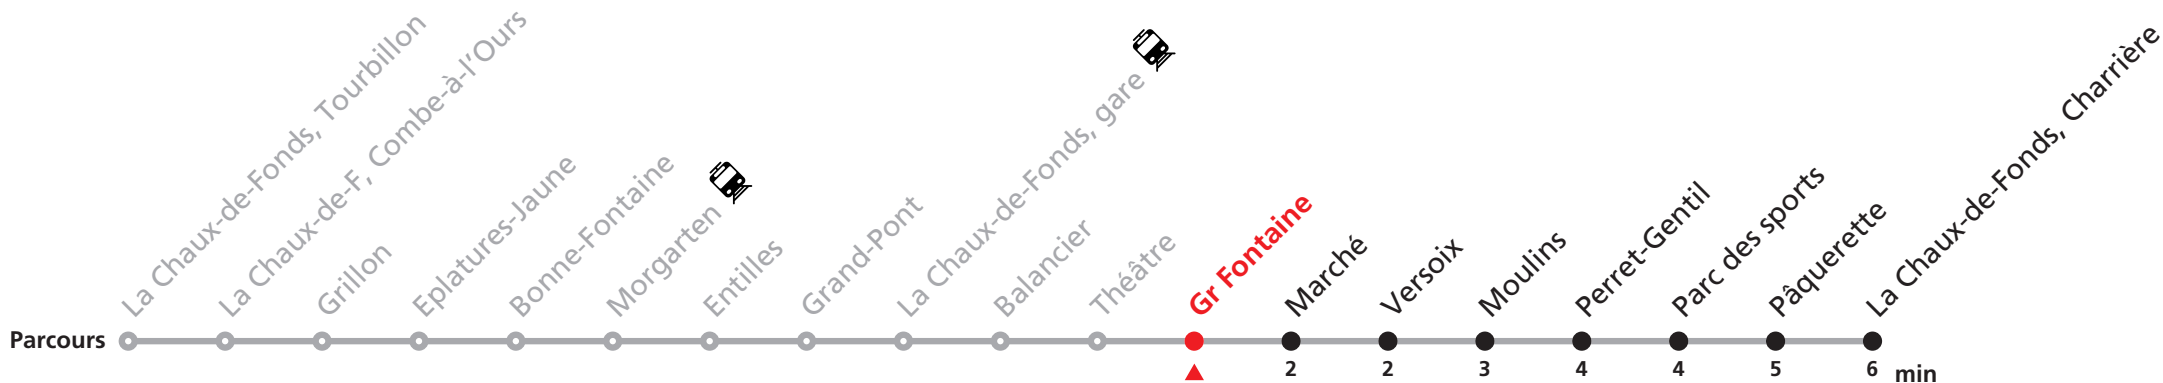 Parcours
La Chaux-de-Fonds, Tourbillon
La Chaux-de-F, Combe-à-l'Ours
Grillon
Eplatures-Jaune
Bonne-Fontaine
Morgarten
Entilles
Grand-Pont
La Chaux-de-Fonds, gare
Balancier
Théâtre
Gr Fontaine
Marché
Versoix
Moulins
Perret-Gentil
Parc des sports
Pâquerette
La Chaux-de-Fonds, Charrière
2 2 3 4 4 5 6 min